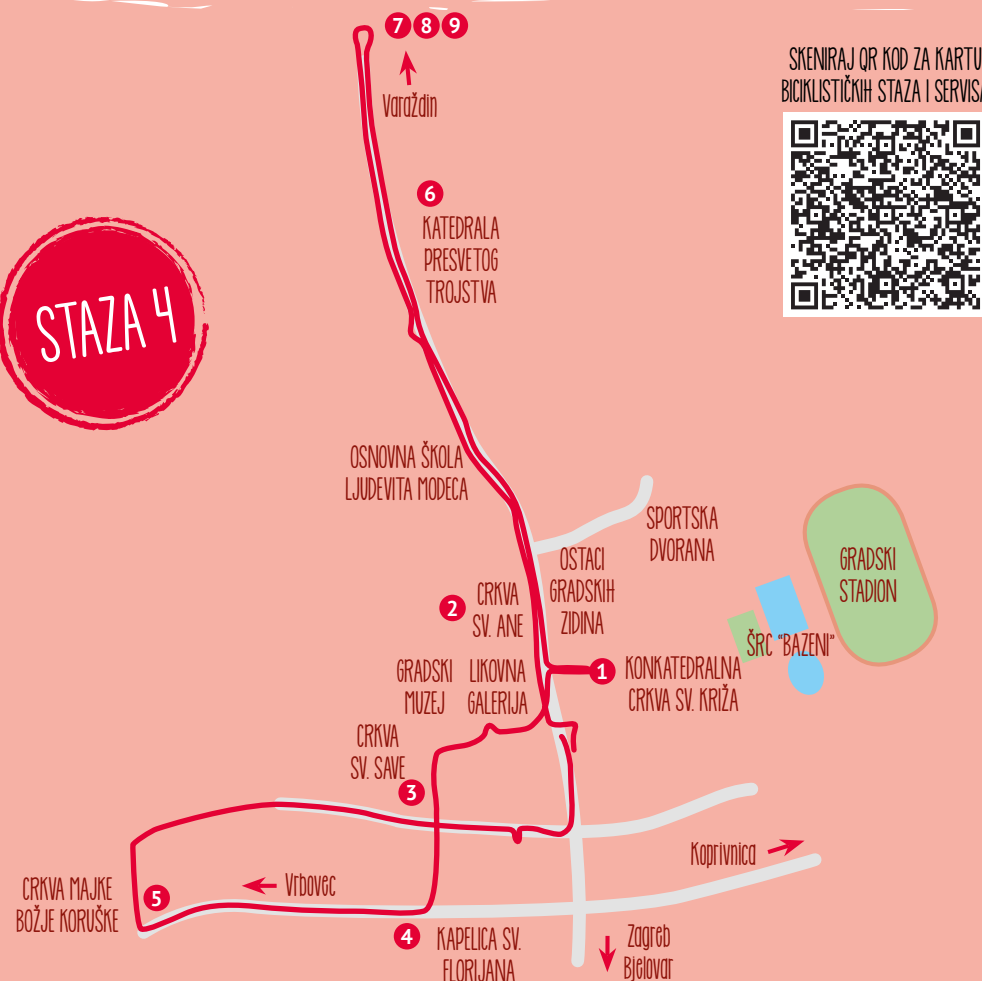 7 8 9
Varaždin
SKENIRAJ QR KOD ZA KARTU
BICIKLISTIČKIH STAZA I SERVISA
6
KATEDRALA
PRESVETOG
TROJSTVA
STAZA 4
OSNOVNA ŠKOLA
LJUDEVITA MODECA
SPORTSKA
DVORANA
OSTACI
GRADSKIH
ZIDINA
GRADSKI
STADION
2
CRKVA
SV. ANE
ŠRC "BAZENI"
GRADSKI
MUZEJ
LIKOVNA
GALERIJA
1
KONKATEDRALNA
CRKVA SV. KRIŽA
CRKVA
SV. SAVE
3
Koprivnica
Vrbovec
CRKVA MAJKE
BOŽJE KORUŠKE
5
4
KAPELICA SV.
FLORIJANA
Zagreb
Bjelovar